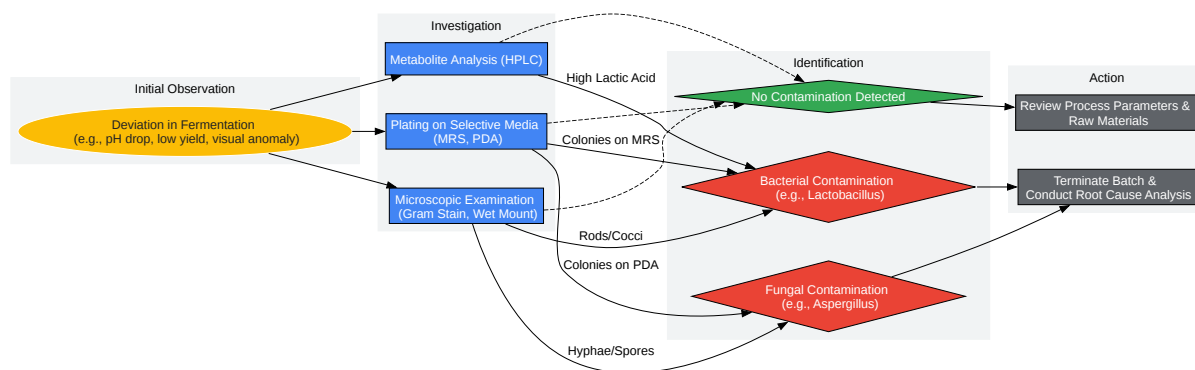 Initial Observation
Deviation in Fermentation
(e.g., pH drop, low yield, visual anomaly)
Investigation
Metabolite Analysis (HPLC)
Plating on Selective Media
(MRS, PDA)
Microscopic Examination
(Gram Stain, Wet Mount)
High Lactic Acid
Colonies on MRS
Rods/Cocci
Colonies on PDA
Hyphae/Spores
Identification
No Contamination Detected
Bacterial Contamination
(e.g., Lactobacillus)
Fungal Contamination
(e.g., Aspergillus)
Action
Review Process Parameters &
Raw Materials
Terminate Batch &
Conduct Root Cause Analysis